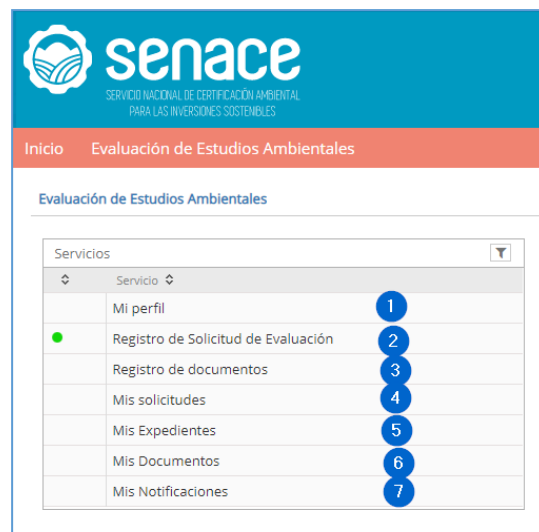 senace
SERVICIO NACIONAL DE CERTIFICACIÓN AMBIENTAL
PARA LAS INVERSIONES SOSTENIBLES
Inicio Evaluación de Estudios Ambientales
Evaluación de Estudios Ambientales
Servicios
Servicio
Mi perfil 1
Registro de Solicitud de Evaluación 2
Registro de documentos 3
Mis solicitudes 4
Mis Expedientes 5
Mis Documentos 6
Mis Notificaciones 7